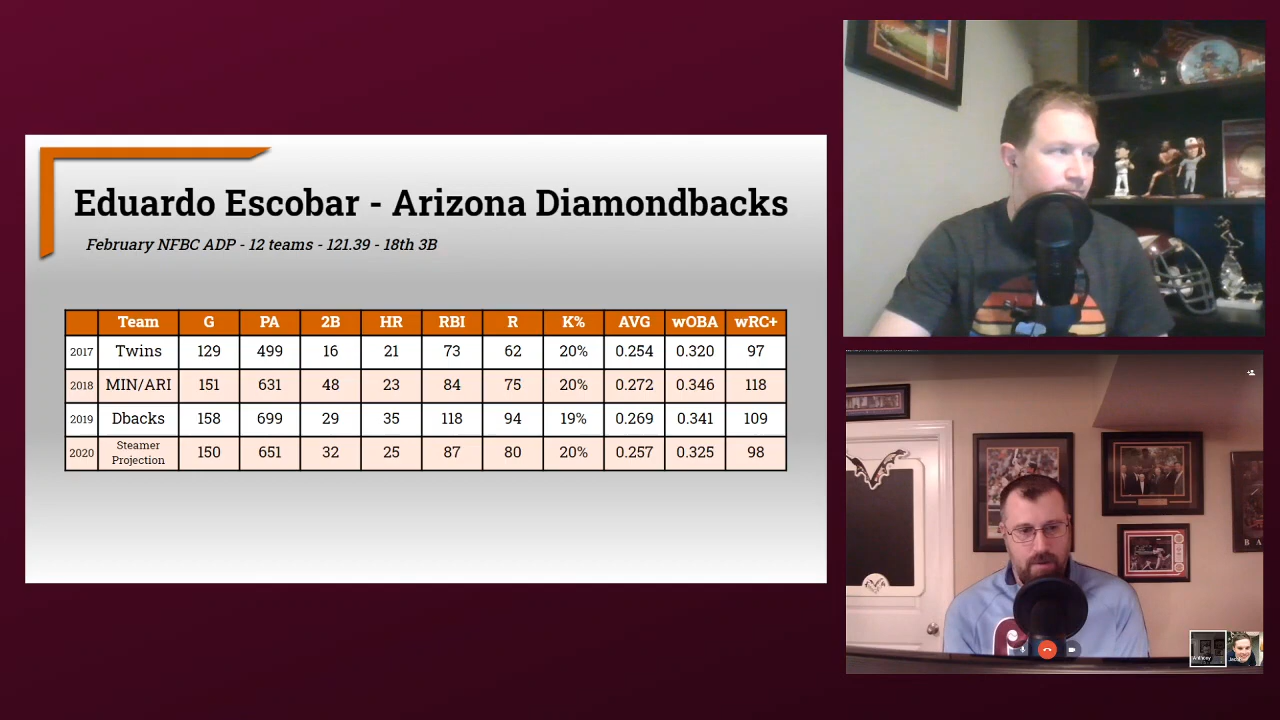 Eduardo Escobar - Arizona Diamondbacks
February NFBC ADP - 12 teams - 121.39 - 18th 3B
Team G PA 2B HR RBI R K% AVG wOBA wRC+
2017 Twins 129 499 16 21 73 62 20% 0.254 0.320 97
2018 MIN/ARI 151 631 48 23 84 75 20% 0.272 0.346 118
2019 Dbacks 158 699 29 35 118 94 19% 0.269 0.341 109
2020 Steamer Projection 150 651 32 25 87 80 20% 0.257 0.325 98